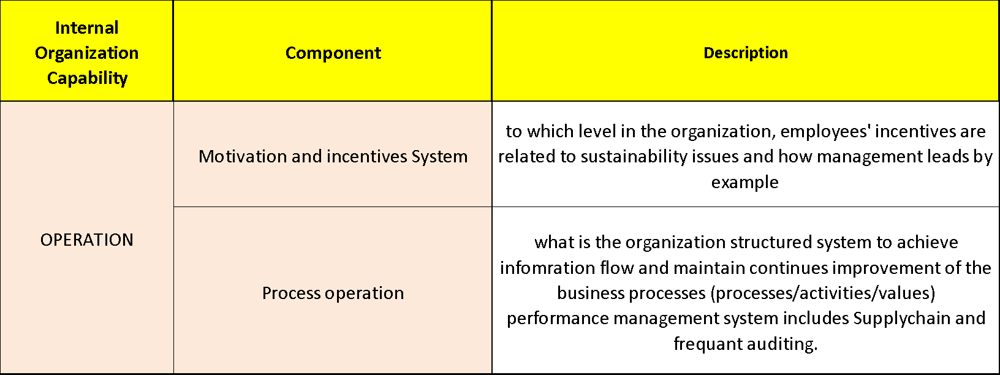 Internal
Organization
Capability
Component
Description
OPERATION
Motivation and incentives System
to which level in the organization, employees' incentives are
related to sustainability issues and how management leads by
example
Process operation
what is the organization structured system to achieve
infomration flow and maintain continues improvement of the
business processes (processes/activities/values)
performance management system includes Supplychain and
frequant auditing.